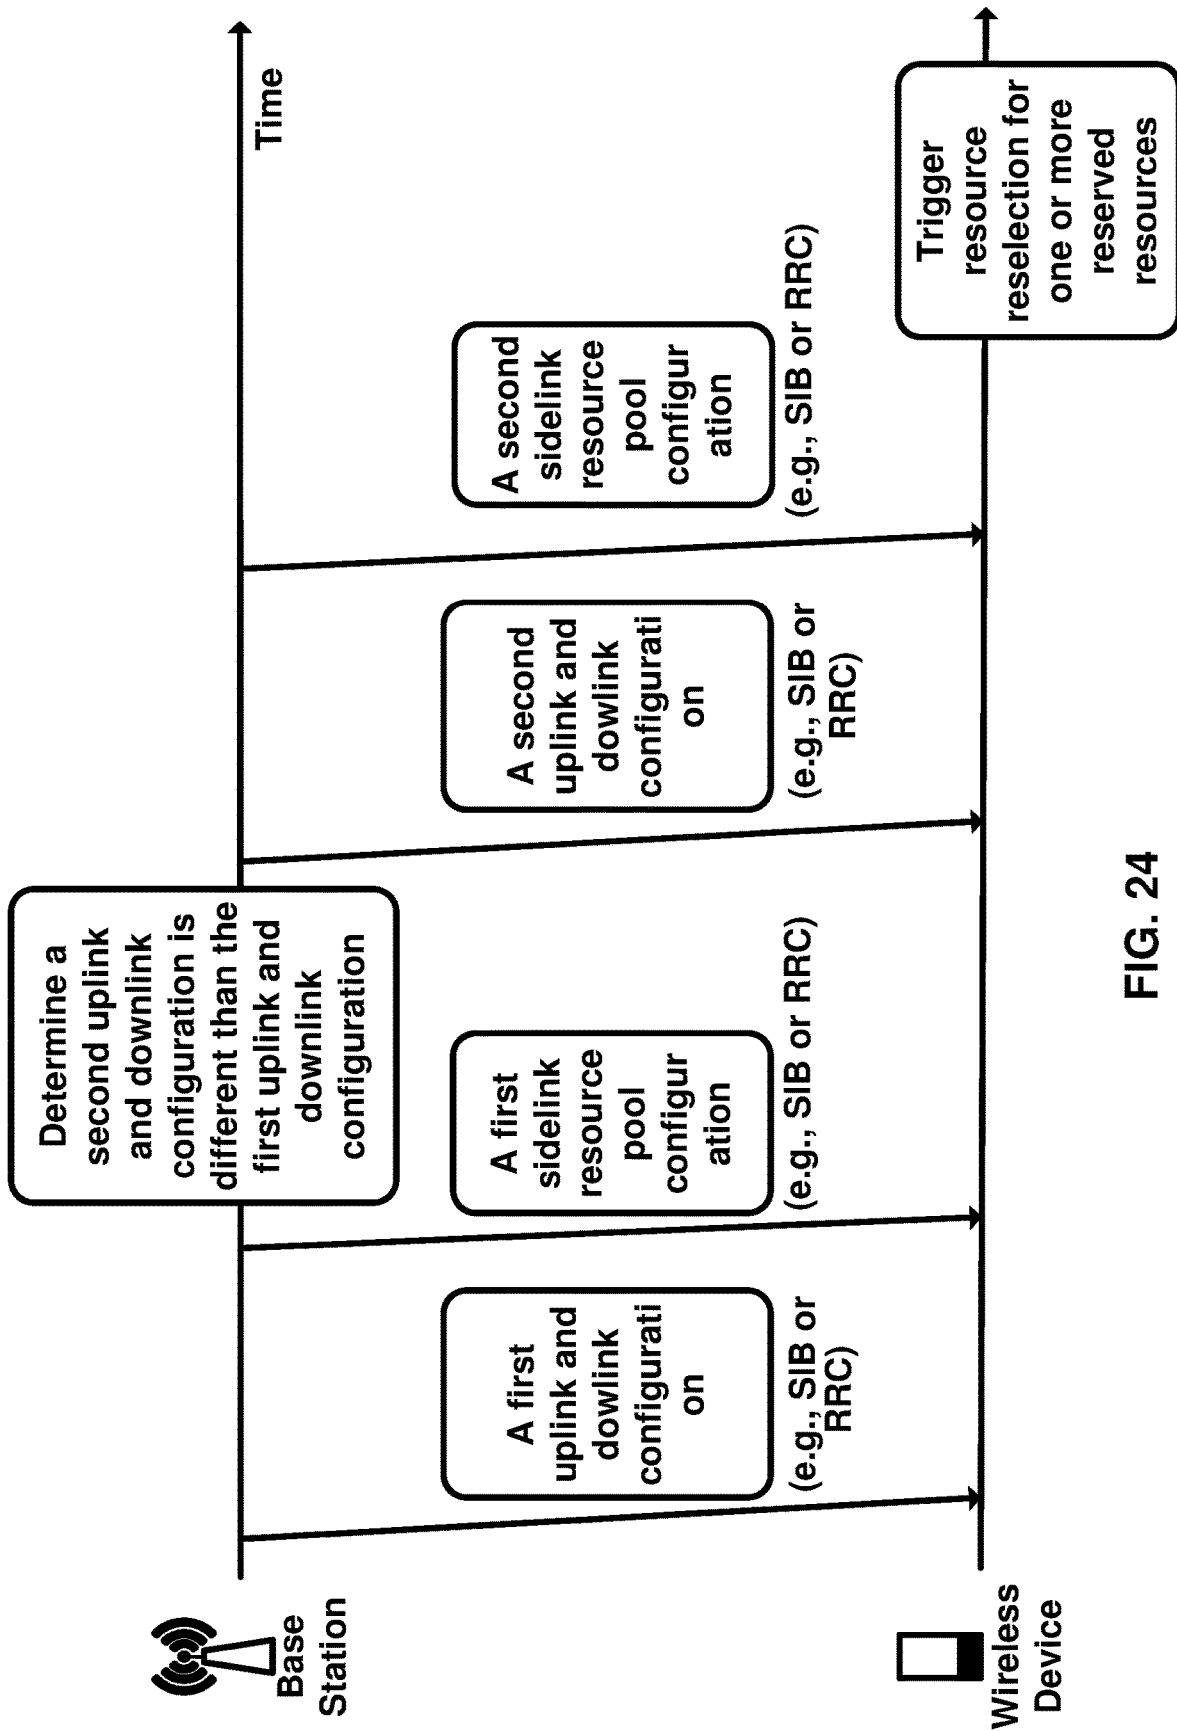 Base
Station
Time
Determine a
second uplink
and downlink
configuration is
different than the
first uplink and
downlink
configuration
A first
uplink and
dowlink
configurati
on
(e.g., SIB or
RRC)
A first
sidelink
resource
pool
configur
ation
(e.g., SIB or RRC)
A second
uplink and
dowlink
configurati
on
(e.g., SIB or
RRC)
A second
sidelink
resource
pool
configur
ation
(e.g., SIB or RRC)
Wireless
Device
Trigger
resource
reselection for
one or more
reserved
resources
FIG. 24